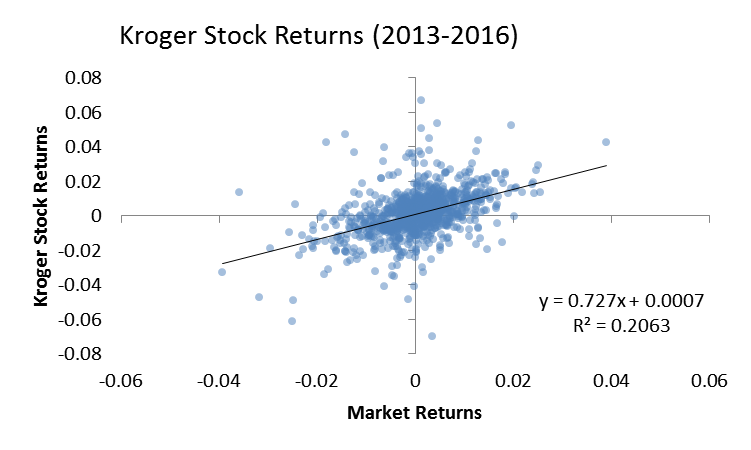 Kroger Stock Returns (2013-2016)
Kroger Stock Returns
0.08
0.06
0.04
0.02
0
-0.02
-0.04
-0.06
-0.08
y = 0.727x + 0.0007
R² = 0.2063
-0.06 -0.04 -0.02 0 0.02 0.04 0.06
Market Returns